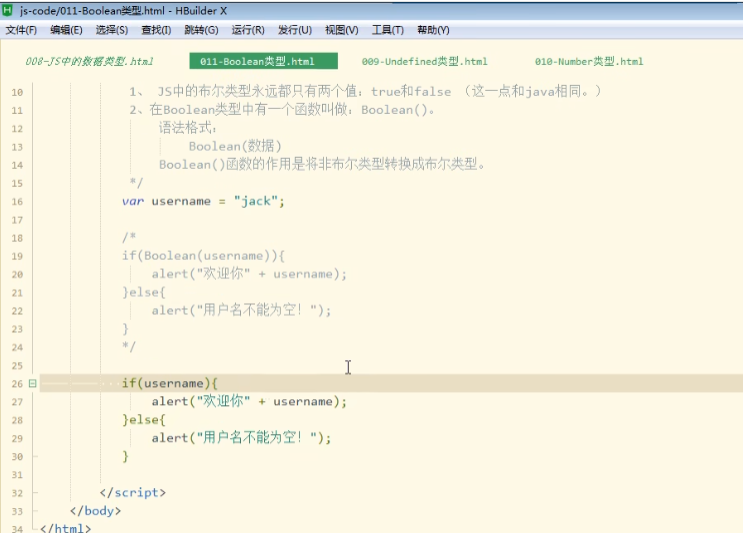 js-code/011-Boolean类型.html - HBuilder X
文件(F) 编辑(E) 选择(S) 查找(I) 跳转(G) 运行(R) 发行(U) 视图(V) 工具(T) 帮助(Y)
008-JS中的数据类型.html 011-Boolean类型.html 009-Undefined类型.html 010-Number类型.html
10 1、 JS中的布尔类型永远都只有两个值：true和false （这一点和java相同。）
11 2、在Boolean类型中有一个函数叫做：Boolean()。
12 语法格式：
13 Boolean(数据)
14 Boolean()函数的作用是将非布尔类型转换成布尔类型。
15 */
16 var username = "jack";
17
18 /*
19 if(Boolean(username)){
20 alert("欢迎你" + username);
21 }else{
22 alert("用户名不能为空！");
23 }
24 */
25
26 if(username){
27 alert("欢迎你" + username);
28 }else{
29 alert("用户名不能为空！");
30 }
31
32 </script>
33 </body>
34 </html>